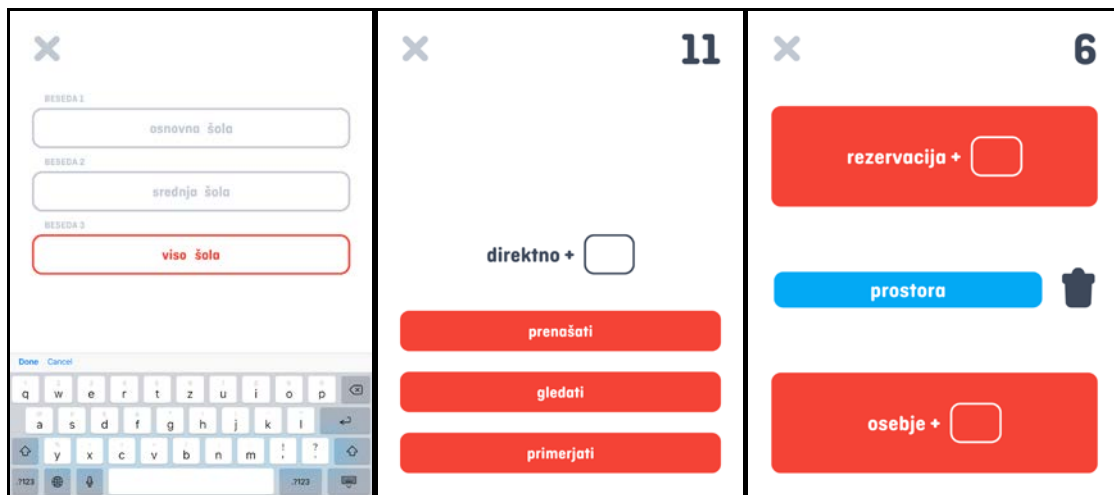 BESEDA 1
osnovna šola
BESEDA 2
srednja šola
BESEDA 3
viso šola
Done Cancel
q w e r t z u i o p
a s d f g h j k l
y x c v b n m ! , ? .
.?123 .?123
11
direktno +
prenašati
gledati
primerjati
6
rezervacija +
prostora
osebje +